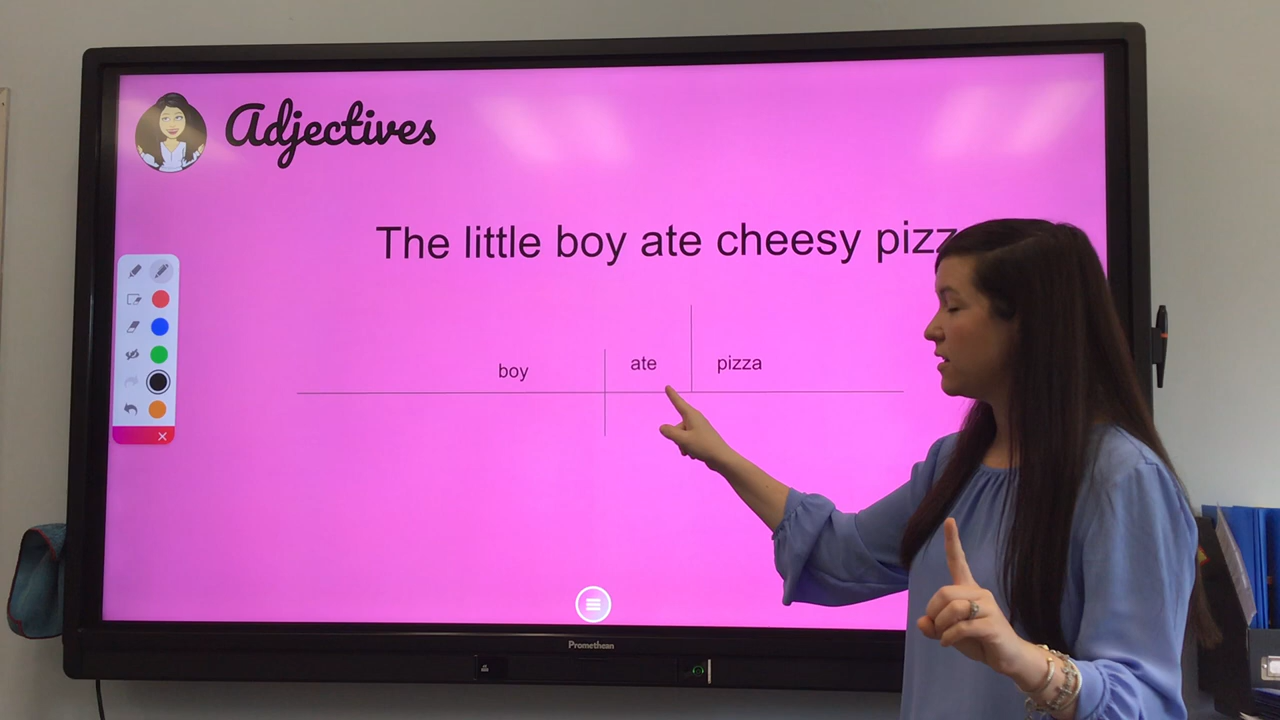 Adjectives
The little boy ate cheesy pizz
boy ate pizza
Promethean